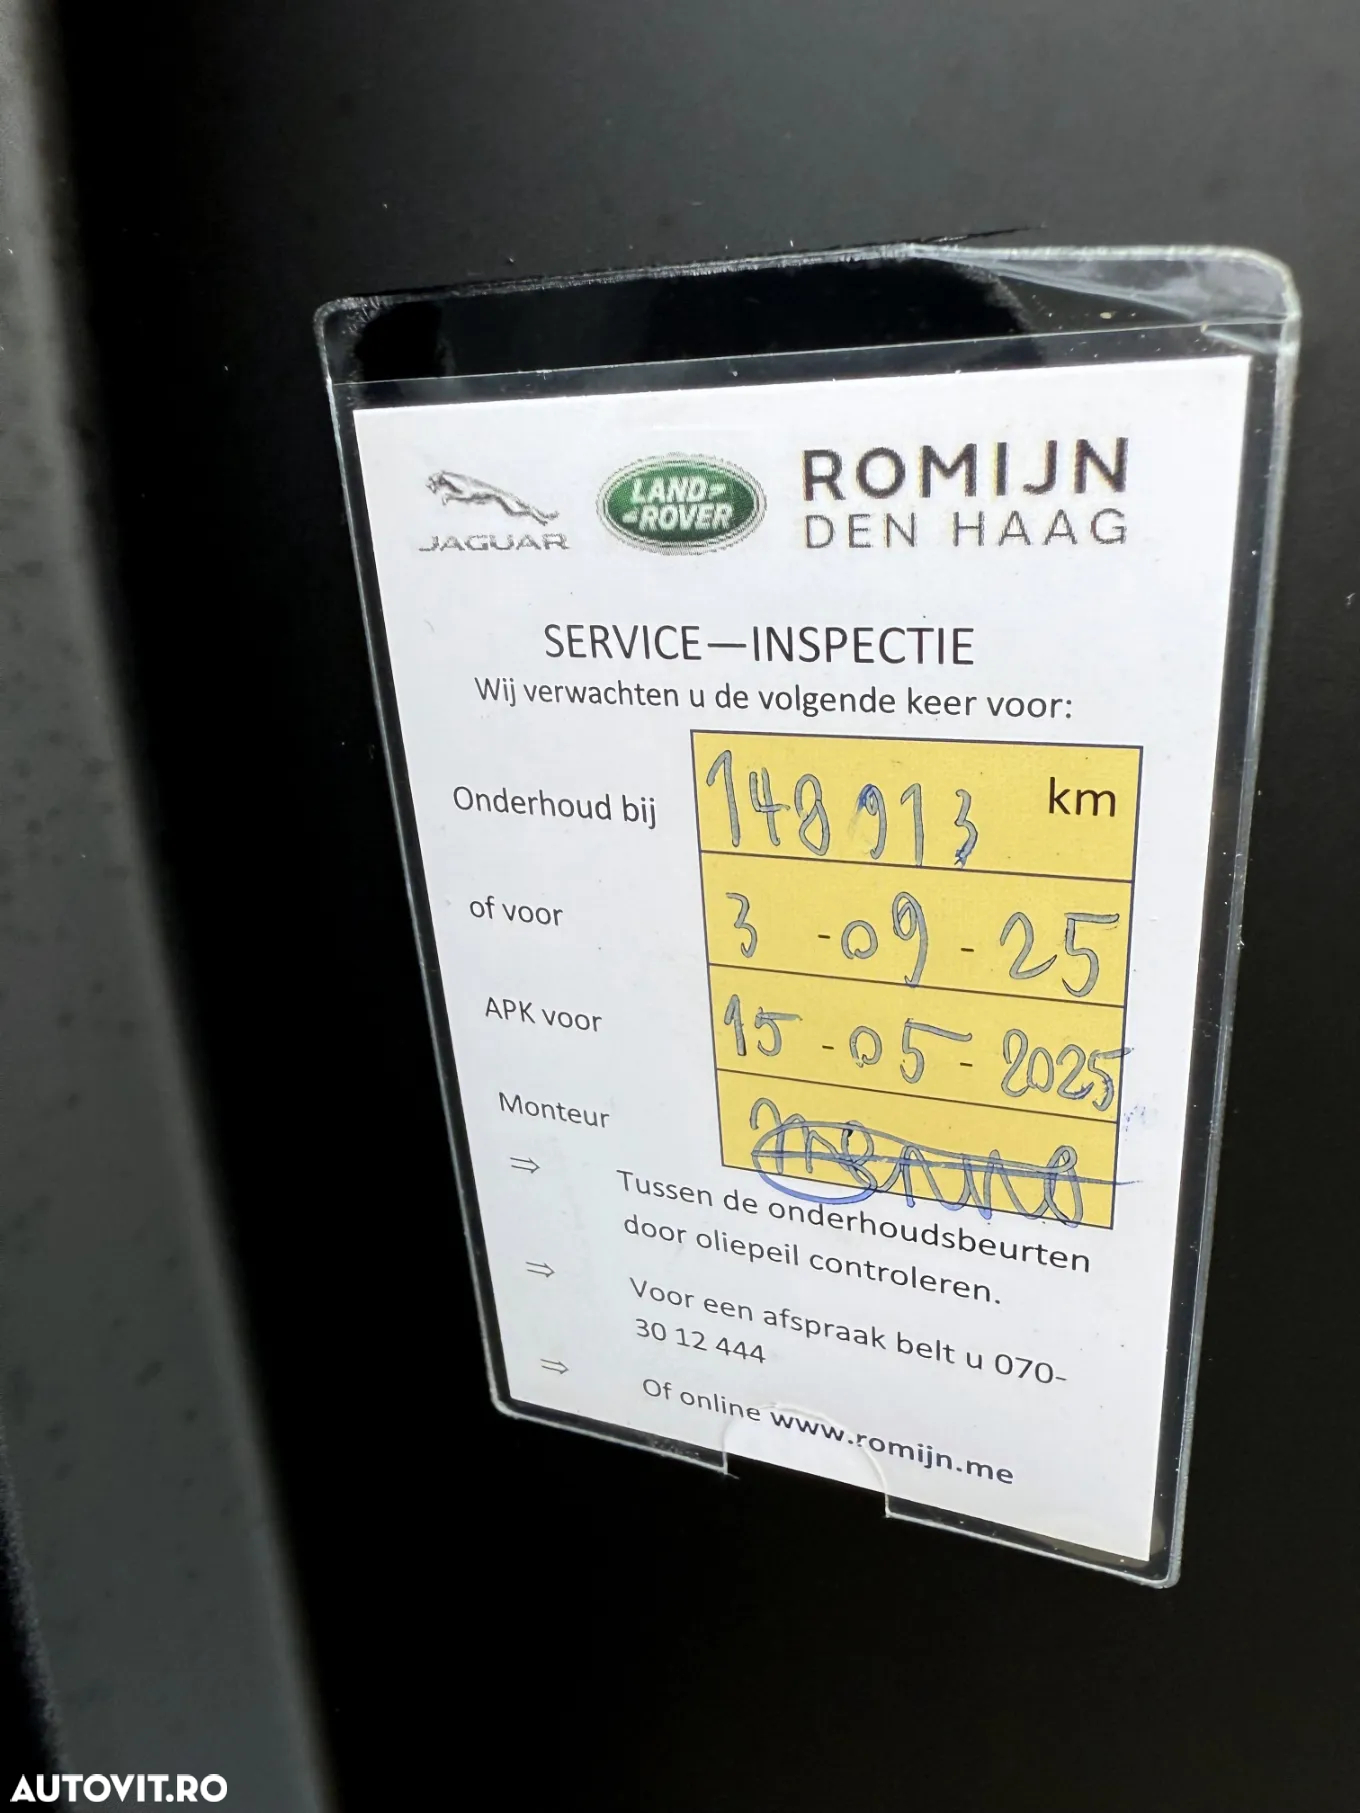 JAGUAR
LAND-
-ROVER
ROMIJN
DEN HAAG
SERVICE—INSPECTIE
Wij verwachten u de volgende keer voor:
Onderhoud bij 148 913 km
of voor 3 -09 - 25
APK voor 15 -05 - 2025
Monteur
⇒ Tussen de onderhoudsbeurten
door oliepeil controleren.
⇒ Voor een afspraak belt u 070-
30 12 444
⇒ Of online www.romijn.me
AUTOVIT.RO